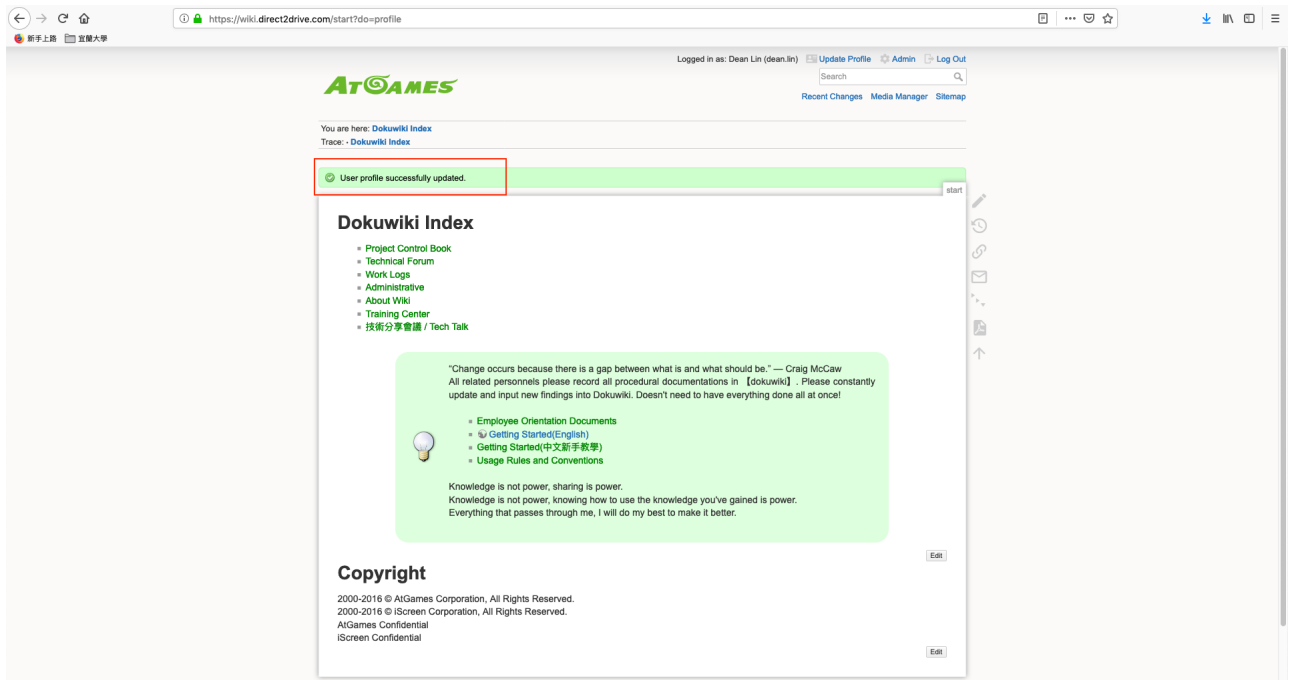 https://wiki.direct2drive.com/start?do=profile
新手上路 宜蘭大學
Logged in as: Dean Lin (dean.lin) Update Profile Admin Log Out
ATGAMES
Search
Recent Changes Media Manager Sitemap
You are here: Dokuwiki Index
Trace: • Dokuwiki Index
User profile successfully updated.
start
Dokuwiki Index
Project Control Book
Technical Forum
Work Logs
Administrative
About Wiki
Training Center
技術分享會議 / Tech Talk
“Change occurs because there is a gap between what is and what should be.” — Craig McCaw
All related personnels please record all procedural documentations in 【dokuwiki】. Please constantly
update and input new findings into Dokuwiki. Doesn't need to have everything done all at once!
Employee Orientation Documents
Getting Started(English)
Getting Started(中文新手教學)
Usage Rules and Conventions
Knowledge is not power, sharing is power.
Knowledge is not power, knowing how to use the knowledge you've gained is power.
Everything that passes through me, I will do my best to make it better.
Edit
Copyright
2000-2016 © AtGames Corporation, All Rights Reserved.
2000-2016 © iScreen Corporation, All Rights Reserved.
AtGames Confidential
iScreen Confidential
Edit